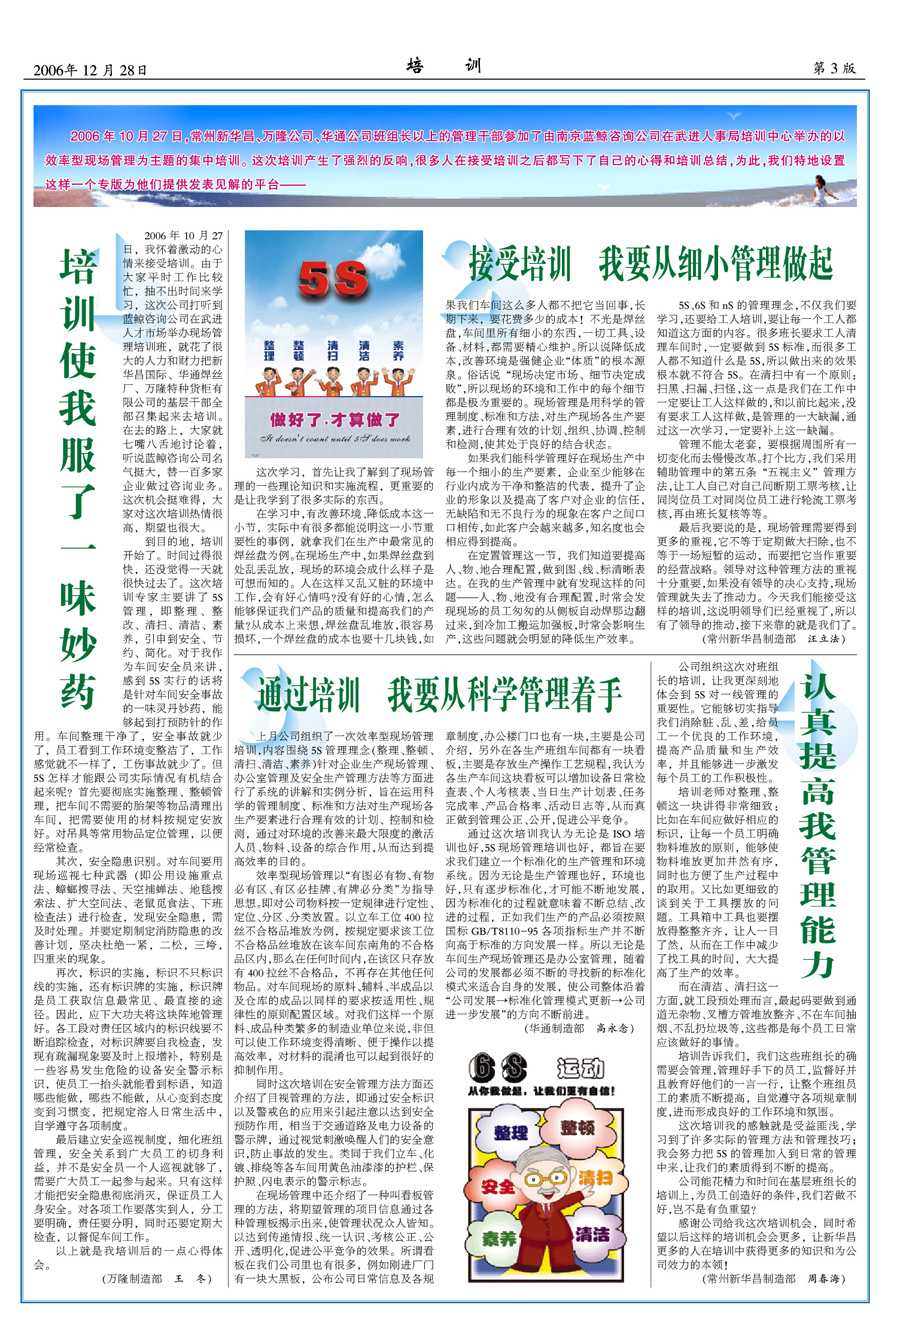 2006年 12 月 28日
培 训
第 3 版
2006 年 10 月 27 日，常州新华昌、万隆公司、华通公司班组长以上的管理干部参加了由南京蓝鲸咨询公司在武进人事局培训中心举办的以
效率型现场管理为主题的集中培训。这次培训产生了强烈的反响，很多人在接受培训之后都写下了自己的心得和培训总结，为此，我们特地设置
这样一个专版为他们提供发表见解的平台——
培训使我服了一味妙药
2006 年 10 月 27
日，我怀着激动的心
情来接受培训。由于
大家平时工作比较
忙，抽不出时间来学
习，这次公司打听到
蓝鲸咨询公司在武进
人才市场举办现场管
理培训班，就花了很
大的人力和财力把新
华昌国际、华通焊丝
厂、万隆特种货柜有
限公司的基层干部全
部召集起来去培训。
在去的路上，大家就
七嘴八舌地讨论着，
听说蓝鲸咨询公司名
气挺大，替一百多家
企业做过咨询业务。
这次机会挺难得，大
家对这次培训热情很
高，期望也很大。
到目的地，培训
开始了。时间过得很
快，还没觉得一天就
很快过去了。这次培
训专家主要讲了 5S
管理，即整理、整
改、清扫、清洁、素
养，引申到安全、节
约、简化。对于我作
为车间安全员来讲，
感到 5S 实行的话将
是针对车间安全事故
的一味灵丹妙药，能
够起到打预防针的作
用。车间整理干净了，安全事故就少
了，员工看到工作环境变整洁了，工作
感觉就不一样了，工伤事故就少了。但
5S 怎样才能跟公司实际情况有机结合
起来呢？首先要彻底实施整理、整顿管
理，把车间不需要的胎架等物品清理出
车间，把需要使用的材料按规定安放
好。对吊具等常用物品定位管理，以便
经常检查。
其次，安全隐患识别。对车间要用
现场巡视七种武器（即公用设施重点
法、蟑螂搜寻法、天空捕蝉法、地毯搜
索法、扩大空间法、老鼠觅食法、下班
检查法）进行检查，发现安全隐患，需
及时处理。并要定期制定消防隐患的改
善计划，坚决杜绝一紧，二松，三垮，
四重来的现象。
再次，标识的实施，标识不只标识
线的实施，还有标识牌的实施，标识牌
是员工获取信息最常见、最直接的途
径。因此，应下大功夫将这块阵地管理
好。各工段对责任区域内的标识线要不
断追踪检查，对标识牌要自我检查，发
现有疏漏现象要及时上报增补，特别是
一些容易发生危险的设备安全警示标
识，使员工一抬头就能看到标语，知道
哪些能做，哪些不能做，从心变到态度
变到习惯变，把规定溶入日常生活中，
自学遵守各项制度。
最后建立安全巡视制度，细化班组
管理，安全关系到广大员工的切身利
益，并不是安全员一个人巡视就够了，
需要广大员工一起参与起来。只有这样
才能把安全隐患彻底消灭，保证员工人
身安全。对各项工作要落实到人，分工
要明确，责任要分明，同时还要定期大
检查，以督促车间工作。
以上就是我培训后的一点心得体
会。
（万隆制造部 王 冬）
5S
整理
整顿
清扫
清洁
素养
做好了，才算做了
It doesn't count until 5S does work
接受培训 我要从细小管理做起
这次学习，首先让我了解到了现场管
理的一些理论知识和实施流程，更重要的
是让我学到了很多实际的东西。
在学习中，有改善环境、降低成本这一
小节，实际中有很多都能说明这一小节重
要性的事例，就拿我们在生产中最常见的
焊丝盘为例。在现场生产中，如果焊丝盘到
处乱丢乱放，现场的环境会成什么样子是
可想而知的。人在这样又乱又脏的环境中
工作，会有好心情吗？没有好的心情，怎么
能够保证我们产品的质量和提高我们的产
量？从成本上来想，焊丝盘乱堆放，很容易
损坏，一个焊丝盘的成本也要十几块钱，如
果我们车间这么多人都不把它当回事，长
期下来，要花费多少的成本！不光是焊丝
盘，车间里所有细小的东西，一切工具、设
备、材料，都需要精心维护。所以说降低成
本，改善环境是强健企业“体质”的根本源
泉。俗话说“现场决定市场、细节决定成
败”，所以现场的环境和工作中的每个细节
都是极为重要的。现场管理是用科学的管
理制度、标准和方法，对生产现场各生产要
素，进行合理有效的计划、组织、协调、控制
和检测，使其处于良好的结合状态。
如果我们能科学管理好在现场生产中
每一个细小的生产要素，企业至少能够在
行业内成为干净和整洁的代表，提升了企
业的形象以及提高了客户对企业的信任，
无缺陷和无不良行为的现象在客户之间口
口相传，如此客户会越来越多，知名度也会
相应得到提高。
在定置管理这一节，我们知道要提高
人、物、地合理配置，做到图、线、标清晰表
达。在我的生产管理中就有发现这样的问
题——人、物、地没有合理配置，时常会发
现现场的员工匆匆的从侧板自动焊那边翻
过来，到冷加工搬运加强板，时常会影响生
产，这些问题就会明显的降低生产效率。
5S、6S 和 nS 的管理理念，不仅我们要
学习，还要给工人培训，要让每一个工人都
知道这方面的内容。很多班长要求工人清
理车间时，一定要做到 5S 标准，而很多工
人都不知道什么是 5S，所以做出来的效果
根本就不符合 5S。在清扫中有一个原则：
扫黑、扫漏、扫怪，这一点是我们在工作中
一定要让工人这样做的，和以前比起来，没
有要求工人这样做，是管理的一大缺漏，通
过这一次学习，一定要补上这一缺漏。
管理不能太老套，要根据周围所有一
切变化而去慢慢改革。打个比方，我们采用
辅助管理中的第五条“五视主义”管理方
法，让工人自己对自己间断期工票考核，让
同岗位员工对同岗位员工进行轮流工票考
核，再由班长复核等等。
最后我要说的是，现场管理需要得到
更多的重视，它不等于定期做大扫除，也不
等于一场短暂的运动，而要把它当作重要
的经营战略。领导对这种管理方法的重视
十分重要，如果没有领导的决心支持，现场
管理就失去了推动力。今天我们能接受这
样的培训，这说明领导们已经重视了，所以
有了领导的推动，接下来靠的就是我们了。
（常州新华昌制造部 汪立法）
通过培训 我要从科学管理着手
上月公司组织了一次效率型现场管理
培训，内容围绕 5S 管理理念（整理、整顿、
清扫、清洁、素养）针对企业生产现场管理、
办公室管理及安全生产管理方法等方面进
行了系统的讲解和实例分析，旨在运用科
学的管理制度、标准和方法对生产现场各
生产要素进行合理有效的计划、控制和检
测，通过对环境的改善来最大限度的激活
人员、物料、设备的综合作用，从而达到提
高效率的目的。
效率型现场管理以“有图必有物、有物
必有区、有区必挂牌、有牌必分类”为指导
思想。即对公司物料按一定规律进行定性、
定位、分区、分类放置。以立车工位 400 拉
丝不合格品堆放为例，按规定要求该工位
不合格品丝堆放在该车间东南角的不合格
品区内，那么在任何时间内，在该区只存放
有 400 拉丝不合格品，不再存在其他任何
物品。对车间现场的原料、辅料、半成品以
及仓库的成品以同样的要求按适用性、规
律性的原则配置区域。对我们这样一个原
料、成品种类繁多的制造业单位来说，非但
可以使工作环境变得清晰、便于操作以提
高效率，对材料的混淆也可以起到很好的
抑制作用。
同时这次培训在安全管理方法方面还
介绍了目视管理的方法，即通过安全标识
以及警戒色的应用来引起注意以达到安全
预防作用，相当于交通道路及电力设备的
警示牌，通过视觉刺激唤醒人们的安全意
识，防止事故的发生。类同于我们立车、化
镀、排绕等各车间用黄色油漆漆的护栏、保
护照、闪电表示的警示标志。
在现场管理中还介绍了一种叫看板管
理的方法，将期望管理的项目信息通过各
种管理板揭示出来，使管理状况众人皆知。
以达到传递情报、统一认识、考核公正、公
开、透明化，促进公平竞争的效果。所谓看
板在我们公司里也有很多，例如刚进厂门
有一块大黑板，公布公司日常信息及各规
章制度，办公楼门口也有一块，主要是公司
介绍，另外在各生产班组车间都有一块看
板，主要是存放生产操作工艺规程，我认为
各生产车间这块看板可以增加设备日常检
查表、个人考核表、当日生产计划表、任务
完成率、产品合格率、活动日志等，从而真
正做到管理公正、公开，促进公平竞争。
通过这次培训我认为无论是 ISO 培
训也好，5S 现场管理培训也好，都旨在要
求我们建立一个标准化的生产管理和环境
系统。因为无论是生产管理也好，环境也
好，只有逐步标准化，才可能不断地发展，
因为标准化的过程就意味着不断总结、改
进的过程，正如我们生产的产品必须按照
国标 GB/T8110-95 各项指标生产并不断
向高于标准的方向发展一样。所以无论是
车间生产现场管理还是办公室管理，随着
公司的发展都必须不断的寻找新的标准化
模式来适合自身的发展，使公司整体沿着
“公司发展→标准化管理模式更新→公司
进一步发展”的方向不断前进。
（华通制造部 高永念）
6S 运动
从你我做起，让我们更有自信！
整理
整顿
安全
清扫
素养
清洁
认真提高我管理能力
公司组织这次对班组
长的培训，让我更深刻地
体会到 5S 对一线管理的
重要性。它能够切实指导
我们消除脏、乱、差，给员
工一个优良的工作环境，
提高产品质量和生产效
率，并且能够进一步激发
每个员工的工作积极性。
培训老师对整理、整
顿这一块讲得非常细致：
比如在车间应做好相应的
标识，让每一个员工明确
物料堆放的原则，能够使
物料堆放更加井然有序，
同时也方便了生产过程中
的取用。又比如更细致的
谈到关于工具摆放的问
题。工具箱中工具也要摆
放得整整齐齐，让人一目
了然，从而在工作中减少
了找工具的时间，大大提
高了生产的效率。
而在清洁、清扫这一
方面，就工段预处理而言，最起码要做到通
道无杂物、叉槽方管堆放整齐、不在车间抽
烟、不乱扔垃圾等，这些都是每个员工日常
应该做好的事情。
培训告诉我们，我们这些班组长的确
需要会管理，管理好手下的员工，监督好并
且教育好他们的一言一行，让整个班组员
工的素质不断提高，自觉遵守各项规章制
度，进而形成良好的工作环境和氛围。
这次培训我的感触就是受益匪浅，学
习到了许多实际的管理方法和管理技巧；
我会努力把 5S 的管理加入到日常的管理
中来，让我们的素质得到不断的提高。
公司能花精力和时间在基层班组长的
培训上，为员工创造好的条件，我们若做不
好，岂不是有负重望？
感谢公司给我这次培训机会，同时希
望以后这样的培训机会会更多，让新华昌
更多的人在培训中获得更多的知识和为公
司效力的本领！
（常州新华昌制造部 周春海）